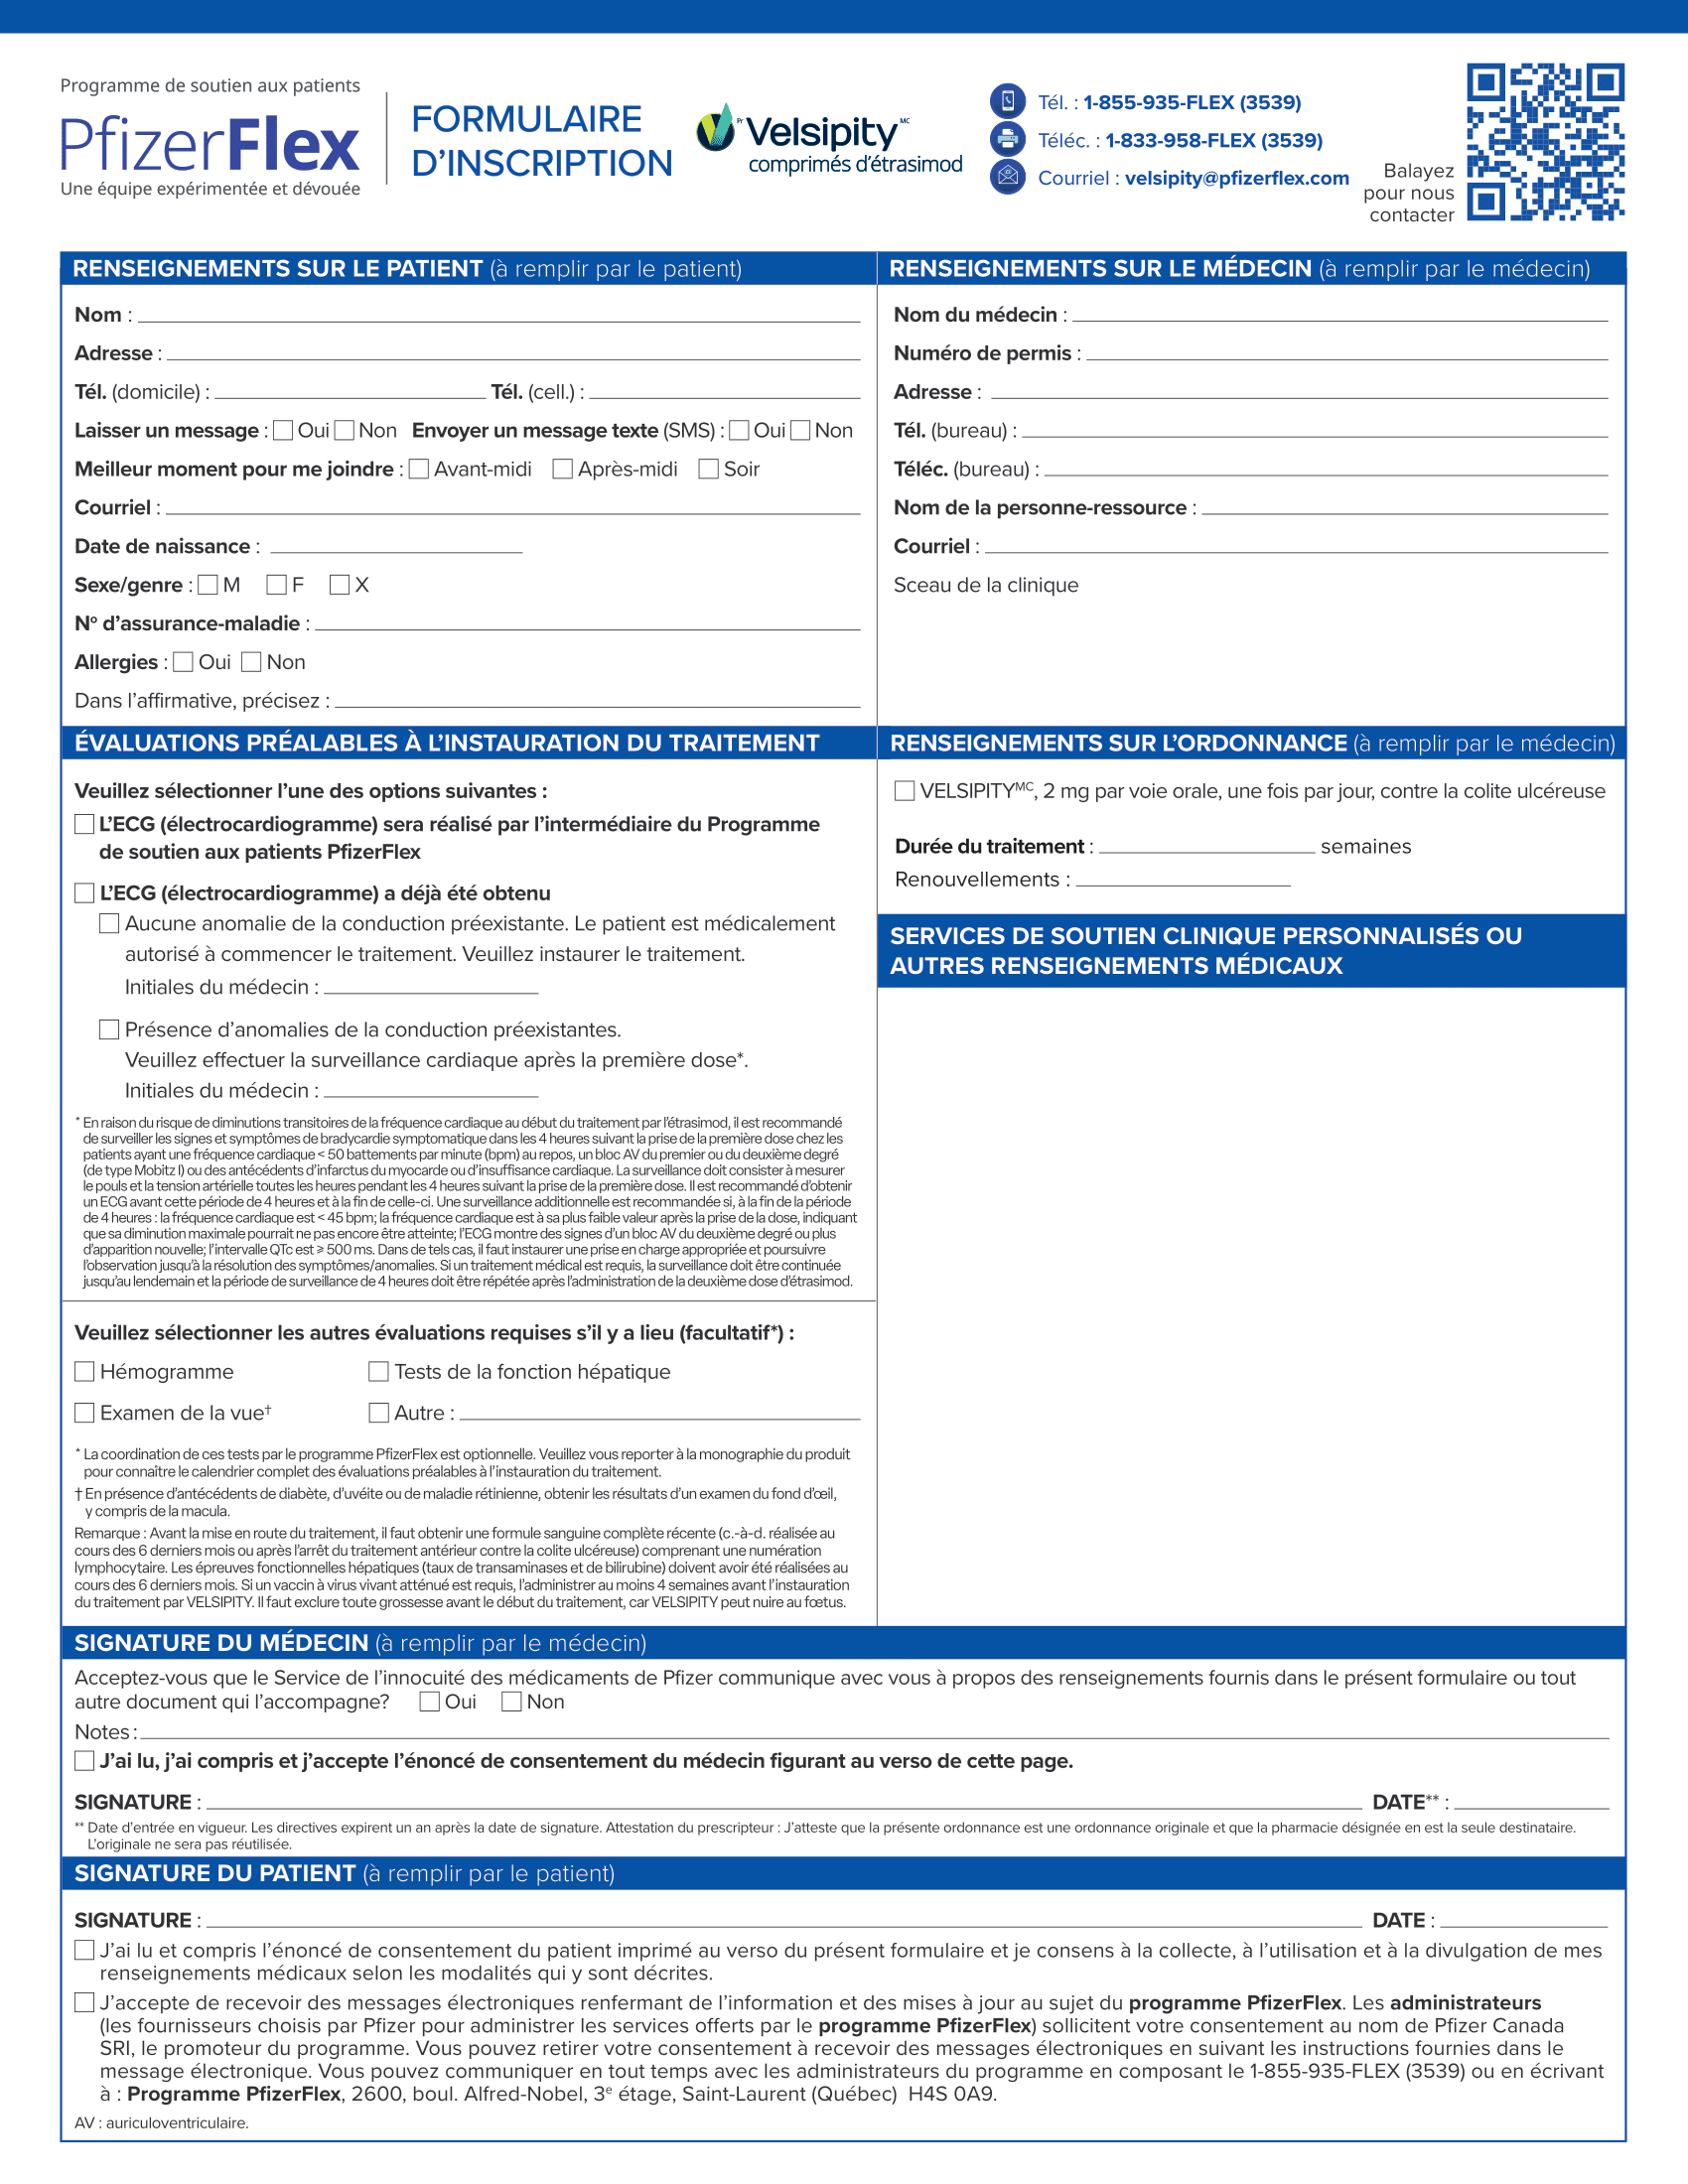 Programme de soutien aux patients
PfizerFlex
Une équipe expérimentée et dévouée
FORMULAIRE
D'INSCRIPTION
Pr Velsipity MC
comprimés d'étrasimod
Tél. : 1-855-935-FLEX (3539)
Téléc. : 1-833-958-FLEX (3539)
Courriel : velsipity@pfizerflex.com
Balayez
pour nous
contacter
RENSEIGNEMENTS SUR LE PATIENT (à remplir par le patient)
Nom :
Adresse :
Tél. (domicile) : Tél. (cell.) :
Laisser un message : Oui Non Envoyer un message texte (SMS) : Oui Non
Meilleur moment pour me joindre : Avant-midi Après-midi Soir
Courriel :
Date de naissance :
Sexe/genre : M F X
Nº d'assurance-maladie :
Allergies : Oui Non
Dans l'affirmative, précisez :
RENSEIGNEMENTS SUR LE MÉDECIN (à remplir par le médecin)
Nom du médecin :
Numéro de permis :
Adresse :
Tél. (bureau) :
Téléc. (bureau) :
Nom de la personne-ressource :
Courriel :
Sceau de la clinique
ÉVALUATIONS PRÉALABLES À L'INSTAURATION DU TRAITEMENT
Veuillez sélectionner l'une des options suivantes :
L'ECG (électrocardiogramme) sera réalisé par l'intermédiaire du Programme
de soutien aux patients PfizerFlex
L'ECG (électrocardiogramme) a déjà été obtenu
Aucune anomalie de la conduction préexistante. Le patient est médicalement
autorisé à commencer le traitement. Veuillez instaurer le traitement.
Initiales du médecin :
Présence d'anomalies de la conduction préexistantes.
Veuillez effectuer la surveillance cardiaque après la première dose*.
Initiales du médecin :
* En raison du risque de diminutions transitoires de la fréquence cardiaque au début du traitement par l'étrasimod, il est recommandé
de surveiller les signes et symptômes de bradycardie symptomatique dans les 4 heures suivant la prise de la première dose chez les
patients ayant une fréquence cardiaque < 50 battements par minute (bpm) au repos, un bloc AV du premier ou du deuxième degré
(de type Mobitz I) ou des antécédents d'infarctus du myocarde ou d'insuffisance cardiaque. La surveillance doit consister à mesurer
le pouls et la tension artérielle toutes les heures pendant les 4 heures suivant la prise de la première dose. Il est recommandé d'obtenir
un ECG avant cette période de 4 heures et à la fin de celle-ci. Une surveillance additionnelle est recommandée si, à la fin de la période
de 4 heures : la fréquence cardiaque est < 45 bpm; la fréquence cardiaque est à sa plus faible valeur après la prise de la dose, indiquant
que sa diminution maximale pourrait ne pas encore être atteinte; l'ECG montre des signes d'un bloc AV du deuxième degré ou plus
d'apparition nouvelle; l'intervalle QTc est ≥ 500 ms. Dans de tels cas, il faut instaurer une prise en charge appropriée et poursuivre
l'observation jusqu'à la résolution des symptômes/anomalies. Si un traitement médical est requis, la surveillance doit être continuée
jusqu'au lendemain et la période de surveillance de 4 heures doit être répétée après l'administration de la deuxième dose d'étrasimod.
Veuillez sélectionner les autres évaluations requises s'il y a lieu (facultatif*) :
Hémogramme Tests de la fonction hépatique
Examen de la vue† Autre :
* La coordination de ces tests par le programme PfizerFlex est optionnelle. Veuillez vous reporter à la monographie du produit
pour connaître le calendrier complet des évaluations préalables à l'instauration du traitement.
† En présence d'antécédents de diabète, d'uvéite ou de maladie rétinienne, obtenir les résultats d'un examen du fond d'œil,
y compris de la macula.
Remarque : Avant la mise en route du traitement, il faut obtenir une formule sanguine complète récente (c.-à-d. réalisée au
cours des 6 derniers mois ou après l'arrêt du traitement antérieur contre la colite ulcéreuse) comprenant une numération
lymphocytaire. Les épreuves fonctionnelles hépatiques (taux de transaminases et de bilirubine) doivent avoir été réalisées au
cours des 6 derniers mois. Si un vaccin à virus vivant atténué est requis, l'administrer au moins 4 semaines avant l'instauration
du traitement par VELSIPITY. Il faut exclure toute grossesse avant le début du traitement, car VELSIPITY peut nuire au fœtus.
RENSEIGNEMENTS SUR L'ORDONNANCE (à remplir par le médecin)
VELSIPITY MC, 2 mg par voie orale, une fois par jour, contre la colite ulcéreuse
Durée du traitement : semaines
Renouvellements :
SERVICES DE SOUTIEN CLINIQUE PERSONNALISÉS OU
AUTRES RENSEIGNEMENTS MÉDICAUX
SIGNATURE DU MÉDECIN (à remplir par le médecin)
Acceptez-vous que le Service de l'innocuité des médicaments de Pfizer communique avec vous à propos des renseignements fournis dans le présent formulaire ou tout
autre document qui l'accompagne? Oui Non
Notes :
J'ai lu, j'ai compris et j'accepte l'énoncé de consentement du médecin figurant au verso de cette page.
SIGNATURE : DATE** :
** Date d'entrée en vigueur. Les directives expirent un an après la date de signature. Attestation du prescripteur : J'atteste que la présente ordonnance est une ordonnance originale et que la pharmacie désignée en est la seule destinataire.
L'originale ne sera pas réutilisée.
SIGNATURE DU PATIENT (à remplir par le patient)
SIGNATURE : DATE :
J'ai lu et compris l'énoncé de consentement du patient imprimé au verso du présent formulaire et je consens à la collecte, à l'utilisation et à la divulgation de mes
renseignements médicaux selon les modalités qui y sont décrites.
J'accepte de recevoir des messages électroniques renfermant de l'information et des mises à jour au sujet du programme PfizerFlex. Les administrateurs
(les fournisseurs choisis par Pfizer pour administrer les services offerts par le programme PfizerFlex) sollicitent votre consentement au nom de Pfizer Canada
SRI, le promoteur du programme. Vous pouvez retirer votre consentement à recevoir des messages électroniques en suivant les instructions fournies dans le
message électronique. Vous pouvez communiquer en tout temps avec les administrateurs du programme en composant le 1-855-935-FLEX (3539) ou en écrivant
à : Programme PfizerFlex, 2600, boul. Alfred-Nobel, 3e étage, Saint-Laurent (Québec) H4S 0A9.
AV : auriculoventriculaire.